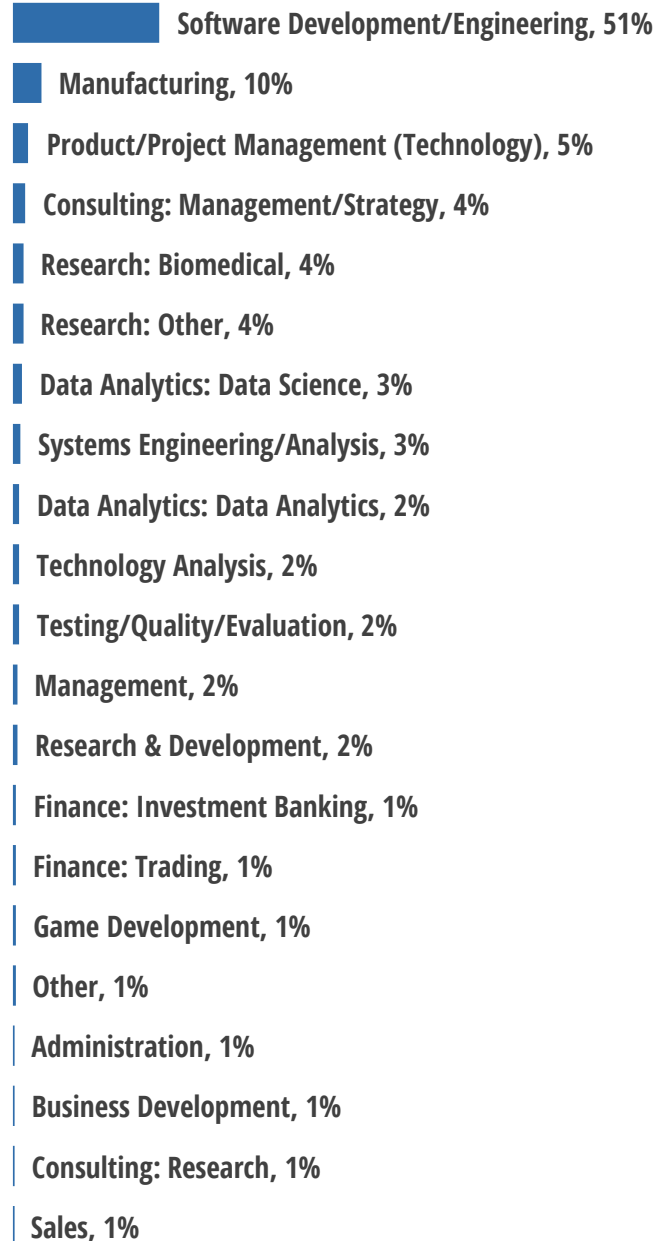 Software Development/Engineering, 51%
Manufacturing, 10%
Product/Project Management (Technology), 5%
Consulting: Management/Strategy, 4%
Research: Biomedical, 4%
Research: Other, 4%
Data Analytics: Data Science, 3%
Systems Engineering/Analysis, 3%
Data Analytics: Data Analytics, 2%
Technology Analysis, 2%
Testing/Quality/Evaluation, 2%
Management, 2%
Research & Development, 2%
Finance: Investment Banking, 1%
Finance: Trading, 1%
Game Development, 1%
Other, 1%
Administration, 1%
Business Development, 1%
Consulting: Research, 1%
Sales, 1%